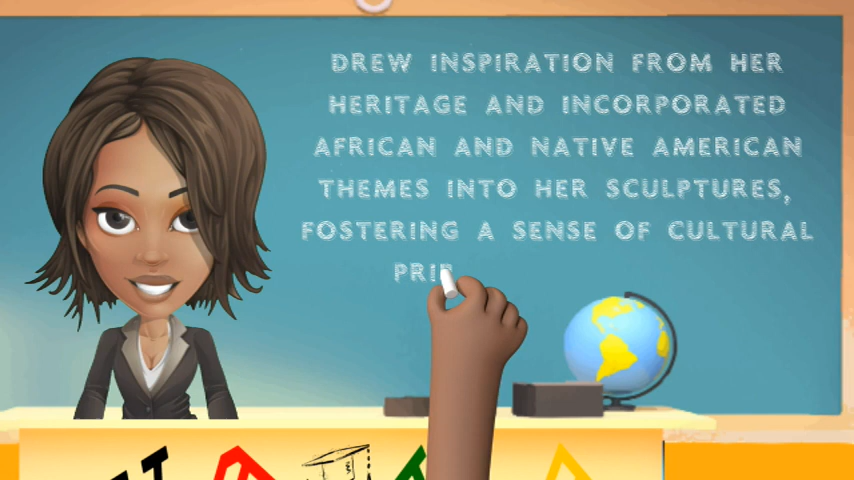 DREW INSPIRATION FROM HER
HERITAGE AND INCORPORATED
AFRICAN AND NATIVE AMERICAN
THEMES INTO HER SCULPTURES,
FOSTERING A SENSE OF CULTURAL
PRI